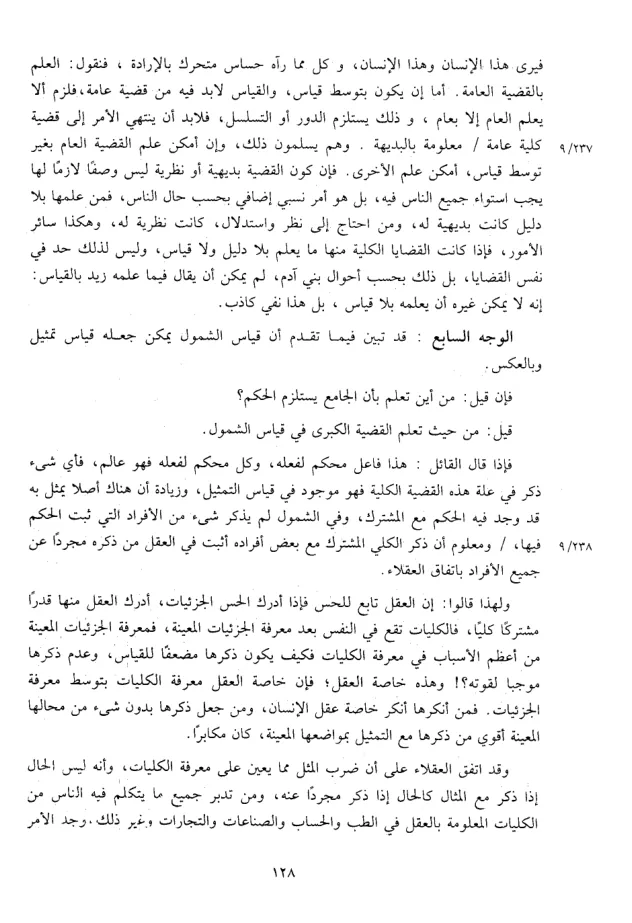 فيرى هذا الإنسان وهذا الإنسان، و كل مما رآه حساس متحرك بالإرادة ، فنقول: العلم
بالقضية العامة. أما إن يكون بتوسط قياس، والقياس لابد فيه من قضية عامة،فلزم ألا
يعلم العام إلا بعام ، و ذلك يستلزم الدور أو التسلسل، فلابد أن ينتهي الأمر إلى قضية
كلية عامة / معلومة بالبديهة . وهم يسلمون ذلك، وإن أمكن علم القضية العام بغير ٩/٢٣٧
توسط قياس، أمكن علم الأخرى. فإن كون القضية بديهية أو نظرية ليس وصفًا لازمًا لها
يجب استواء جميع الناس فيه، بل هو أمر نسبي إضافي بحسب حال الناس، فمن علمها بلا
دليل كانت بديهية له، ومن احتاج إلى نظر واستدلال، كانت نظرية له، وهكذا سائر
الأمور، فإذا كانت القضايا الكلية منها ما يعلم بلا دليل ولا قياس، وليس لذلك حد في
نفس القضايا، بل ذلك بحسب أحوال بني آدم، لم يمكن أن يقال فيما علمه زيد بالقياس:
إنه لا يمكن غيره أن يعلمه بلا قياس ، بل هذا نفي كاذب.
الوجه السابع : قد تبين فيمـا تقـدم أن قياس الشمول يمكن جعـله قياس تمثيل
وبالعكس.
فإن قيل: من أين تعلم بأن الجامع يستلزم الحكم؟
قيل: من حيث تعلم القضية الكبرى في قياس الشمول.
فإذا قال القائل : هذا فاعل محكم لفعله، وكل محكم لفعله فهو عالم، فأي شىء
ذكر في علة هذه القضية الكلية فهو موجود في قياس التمثيل، وزيادة أن هناك أصلا يمثل به
قد وجد فيه الحكم مع المشترك، وفي الشمول لم يذكر شىء من الأفراد التي ثبت الحكم
فيها، / ومعلوم أن ذكر الكلي المشترك مع بعض أفراده أثبت في العقل من ذكره مجردًا عن ٩/٢٣٨
جميع الأفراد باتفاق العقلاء.
ولهذا قالوا: إن العقل تابع للحس فإذا أدرك الحس الجزئيات، أدرك العقل منها قدرًا
مشتركًا كليًا، فالكليات تقع في النفس بعد معرفة الجزئيات المعينة، فمعرفة الجزئيات المعينة
من أعظم الأسباب في معرفة الكليات فكيف يكون ذكرها مضعفًا للقياس، وعدم ذكرها
موجبا لقوته؟! وهذه خاصة العقل؛ فإن خاصة العقل معرفة الكليات بتوسط معرفة
الجزئيات. فمن أنكرها أنكر خاصة عقل الإنسان، ومن جعل ذكرها بدون شىء من محالها
المعينة أقوي من ذكرها مع التمثيل بمواضعها المعينة، كان مكابرًا.
وقد اتفق العقلاء على أن ضرب المثل مما يعين على معرفة الكليات، وأنه ليس الحال
إذا ذكر مع المثال كالحال إذا ذكر مجردًا عنه، ومن تدبر جميع ما يتكلم فيه الناس من
الكليات المعلومة بالعقل في الطب والحساب والصناعات والتجارات وغير ذلك، وجد الأمر
١٢٨